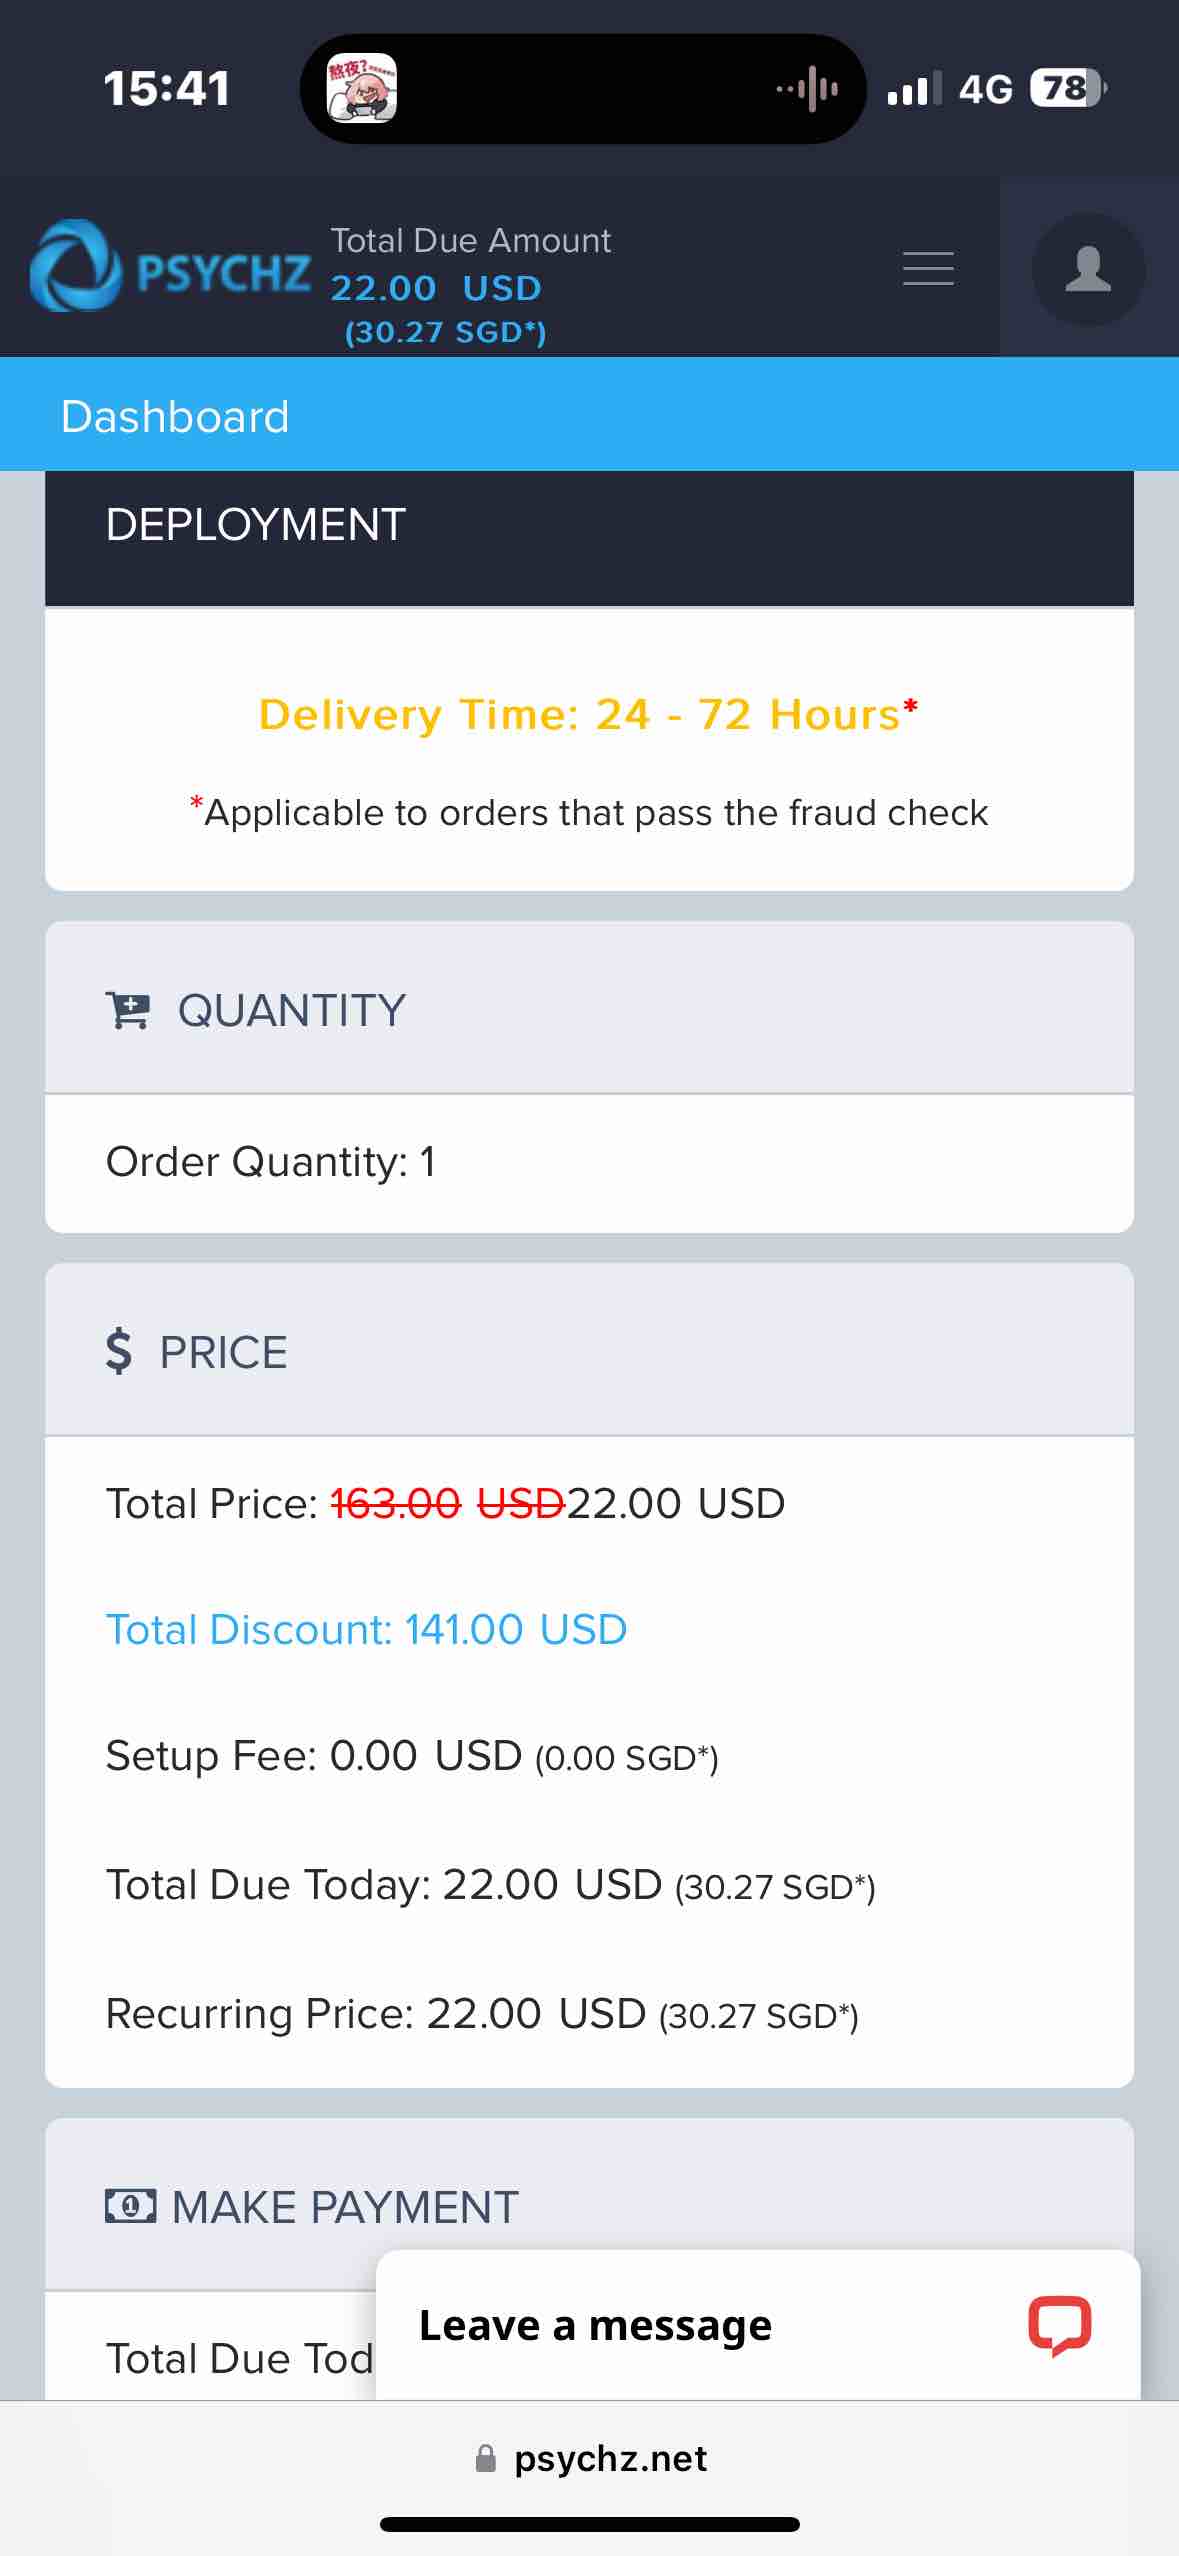 15:41
熬夜?
4G
78
PSYCHZ
Total Due Amount
22.00 USD
(30.27 SGD*)
Dashboard
DEPLOYMENT
Delivery Time: 24 - 72 Hours*
*Applicable to orders that pass the fraud check
QUANTITY
Order Quantity: 1
$ PRICE
Total Price: 163.00 USD22.00 USD
Total Discount: 141.00 USD
Setup Fee: 0.00 USD (0.00 SGD*)
Total Due Today: 22.00 USD (30.27 SGD*)
Recurring Price: 22.00 USD (30.27 SGD*)
MAKE PAYMENT
Total Due Tod
Leave a message
psychz.net